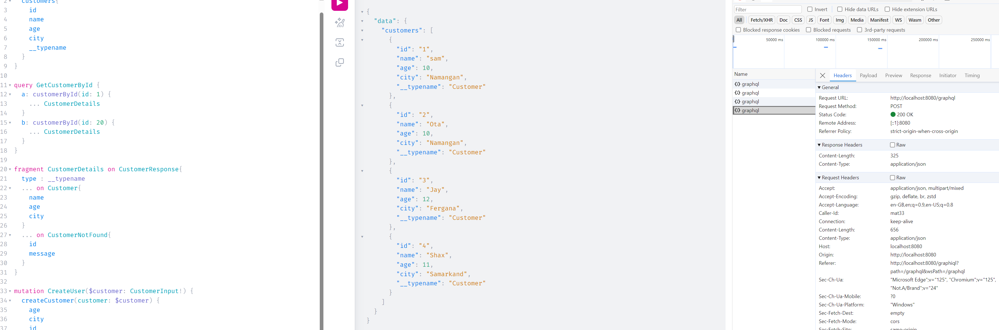 2 customers{
3 id
4 name
5 age
6 city
7 __typename
8 }
9 }
10
11 query GetCustomerById {
12 a: customerById(id: 1) {
13 ... CustomerDetails
14 }
15 b: customerById(id: 20) {
16 ... CustomerDetails
17 }
18 }
19
20 fragment CustomerDetails on CustomerResponse{
21 type : __typename
22 ... on Customer{
23 name
24 age
25 city
26 }
27 ... on CustomerNotFound{
28 id
29 message
30 }
31 }
32
33 mutation CreateUser($customer: CustomerInput!) {
34 createCustomer(customer: $customer) {
35 age
36 city
37 id
{
"data": {
"customers": [
{
"id": "1",
"name": "sam",
"age": 10,
"city": "Namangan",
"__typename": "Customer"
},
{
"id": "2",
"name": "Ota",
"age": 10,
"city": "Namangan",
"__typename": "Customer"
},
{
"id": "3",
"name": "Jay",
"age": 12,
"city": "Fergana",
"__typename": "Customer"
},
{
"id": "4",
"name": "Shax",
"age": 11,
"city": "Samarkand",
"__typename": "Customer"
}
]
}
}
Filter Invert Hide data URLs Hide extension URLs
All Fetch/XHR Doc CSS JS Font Img Media Manifest WS Wasm Other
Blocked response cookies Blocked requests 3rd-party requests
50000 ms 100000 ms 150000 ms 200000 ms 250000 ms
Name
graphql
graphql
graphql
graphql
Headers Payload Preview Response Initiator Timing
General
Request URL: http://localhost:8080/graphql
Request Method: POST
Status Code: 200 OK
Remote Address: [::1]:8080
Referrer Policy: strict-origin-when-cross-origin
Response Headers Raw
Content-Length: 325
Content-Type: application/json
Request Headers Raw
Accept: application/json, multipart/mixed
Accept-Encoding: gzip, deflate, br, zstd
Accept-Language: en-GB,en;q=0.9,en-US;q=0.8
Caller-Id: mat33
Connection: keep-alive
Content-Length: 656
Content-Type: application/json
Host: localhost:8080
Origin: http://localhost:8080
Referer: http://localhost:8080/graphiql?
path=/graphql&wsPath=/graphql
Sec-Ch-Ua: "Microsoft Edge";v="125", "Chromium";v="125",
"Not.A/Brand";v="24"
Sec-Ch-Ua-Mobile: ?0
Sec-Ch-Ua-Platform: "Windows"
Sec-Fetch-Dest: empty
Sec-Fetch-Mode: cors
Sec-Fetch-Site: same-origin